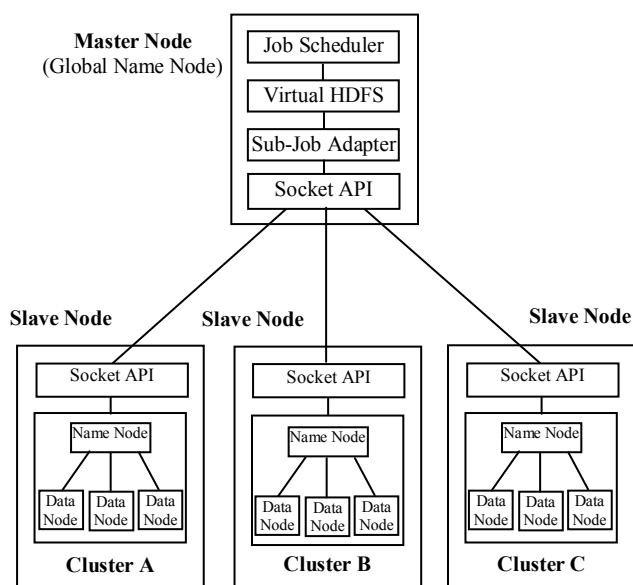 Master Node
(Global Name Node)
Job Scheduler
Virtual HDFS
Sub-Job Adapter
Socket API
Slave Node
Socket API
Name Node
Data
Node
Data
Node
Data
Node
Cluster A
Slave Node
Socket API
Name Node
Data
Node
Data
Node
Data
Node
Cluster B
Slave Node
Socket API
Name Node
Data
Node
Data
Node
Data
Node
Cluster C